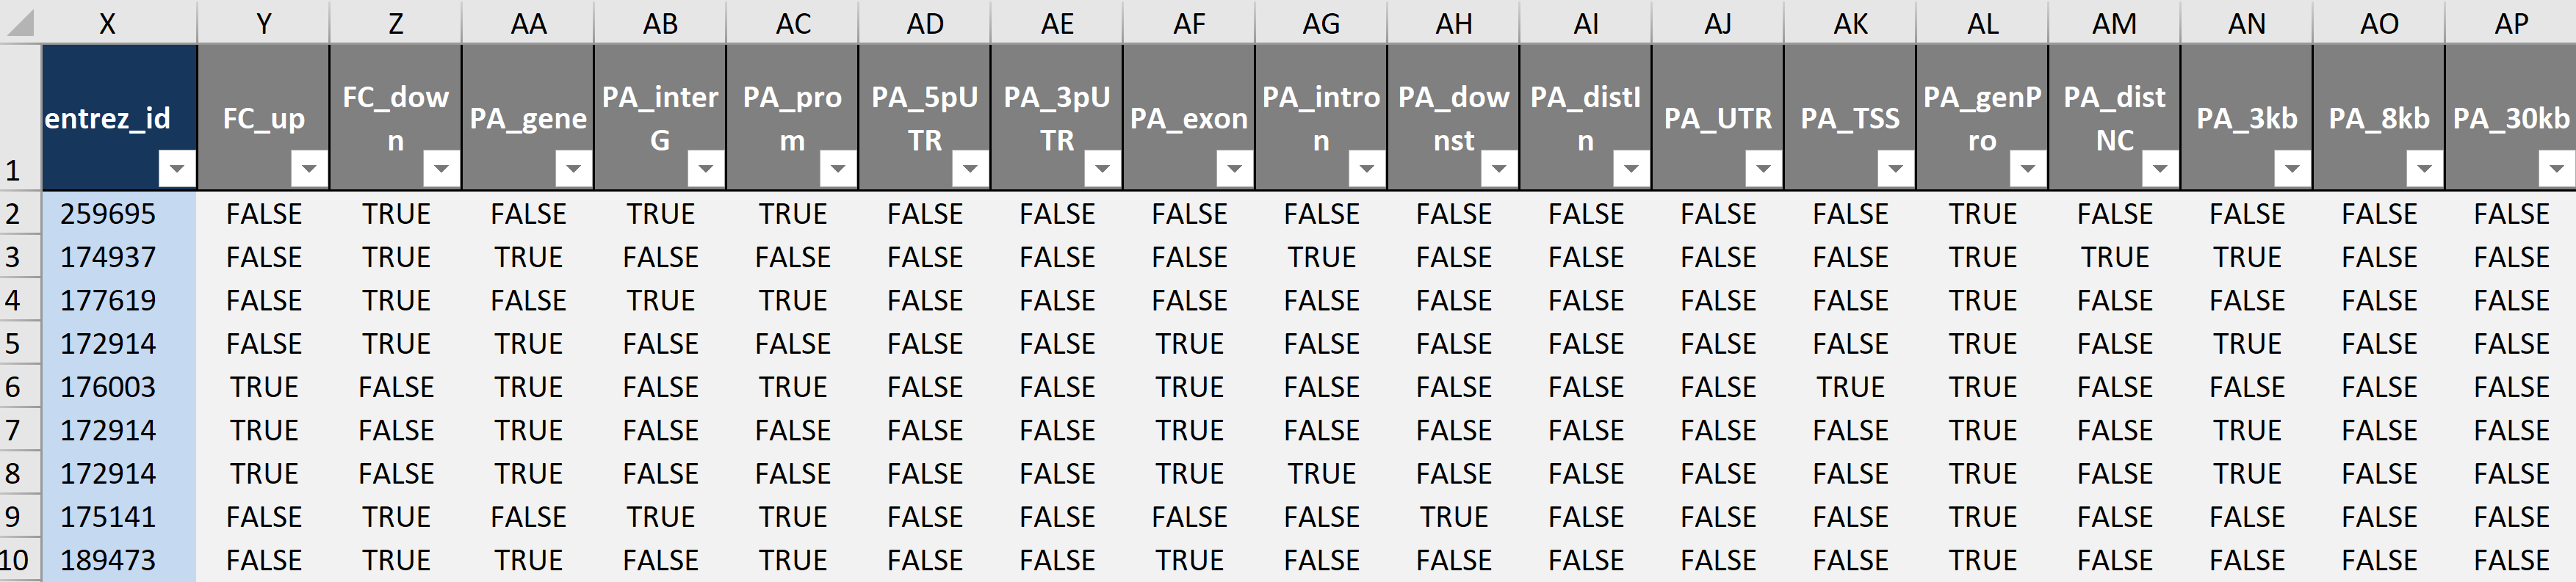 X Y Z AA AB AC AD AE AF AG AH AI AJ AK AL AM AN AO AP
1 entrez_id FC_up FC_down PA_gene PA_interG PA_prom PA_5pUTR PA_3pUTR PA_exon PA_intron PA_downst PA_distIn PA_UTR PA_TSS PA_genPro PA_distNC PA_3kb PA_8kb PA_30kb
2 259695 FALSE TRUE FALSE TRUE TRUE FALSE FALSE FALSE FALSE FALSE FALSE FALSE FALSE TRUE FALSE FALSE FALSE FALSE
3 174937 FALSE TRUE TRUE FALSE FALSE FALSE FALSE FALSE TRUE FALSE FALSE FALSE FALSE TRUE TRUE TRUE FALSE FALSE
4 177619 FALSE TRUE FALSE TRUE TRUE FALSE FALSE FALSE FALSE FALSE FALSE FALSE FALSE TRUE FALSE FALSE FALSE FALSE
5 172914 FALSE TRUE TRUE FALSE FALSE FALSE FALSE TRUE FALSE FALSE FALSE FALSE FALSE TRUE FALSE TRUE FALSE FALSE
6 176003 TRUE FALSE TRUE FALSE TRUE FALSE FALSE TRUE FALSE FALSE FALSE FALSE TRUE TRUE FALSE FALSE FALSE FALSE
7 172914 TRUE FALSE TRUE FALSE FALSE FALSE FALSE TRUE FALSE FALSE FALSE FALSE FALSE TRUE FALSE TRUE FALSE FALSE
8 172914 TRUE FALSE TRUE FALSE FALSE FALSE FALSE TRUE TRUE FALSE FALSE FALSE FALSE TRUE FALSE TRUE FALSE FALSE
9 175141 FALSE TRUE FALSE TRUE TRUE FALSE FALSE FALSE FALSE TRUE FALSE FALSE FALSE TRUE FALSE FALSE FALSE FALSE
10 189473 FALSE TRUE TRUE FALSE TRUE FALSE FALSE TRUE FALSE FALSE FALSE FALSE FALSE TRUE FALSE FALSE FALSE FALSE